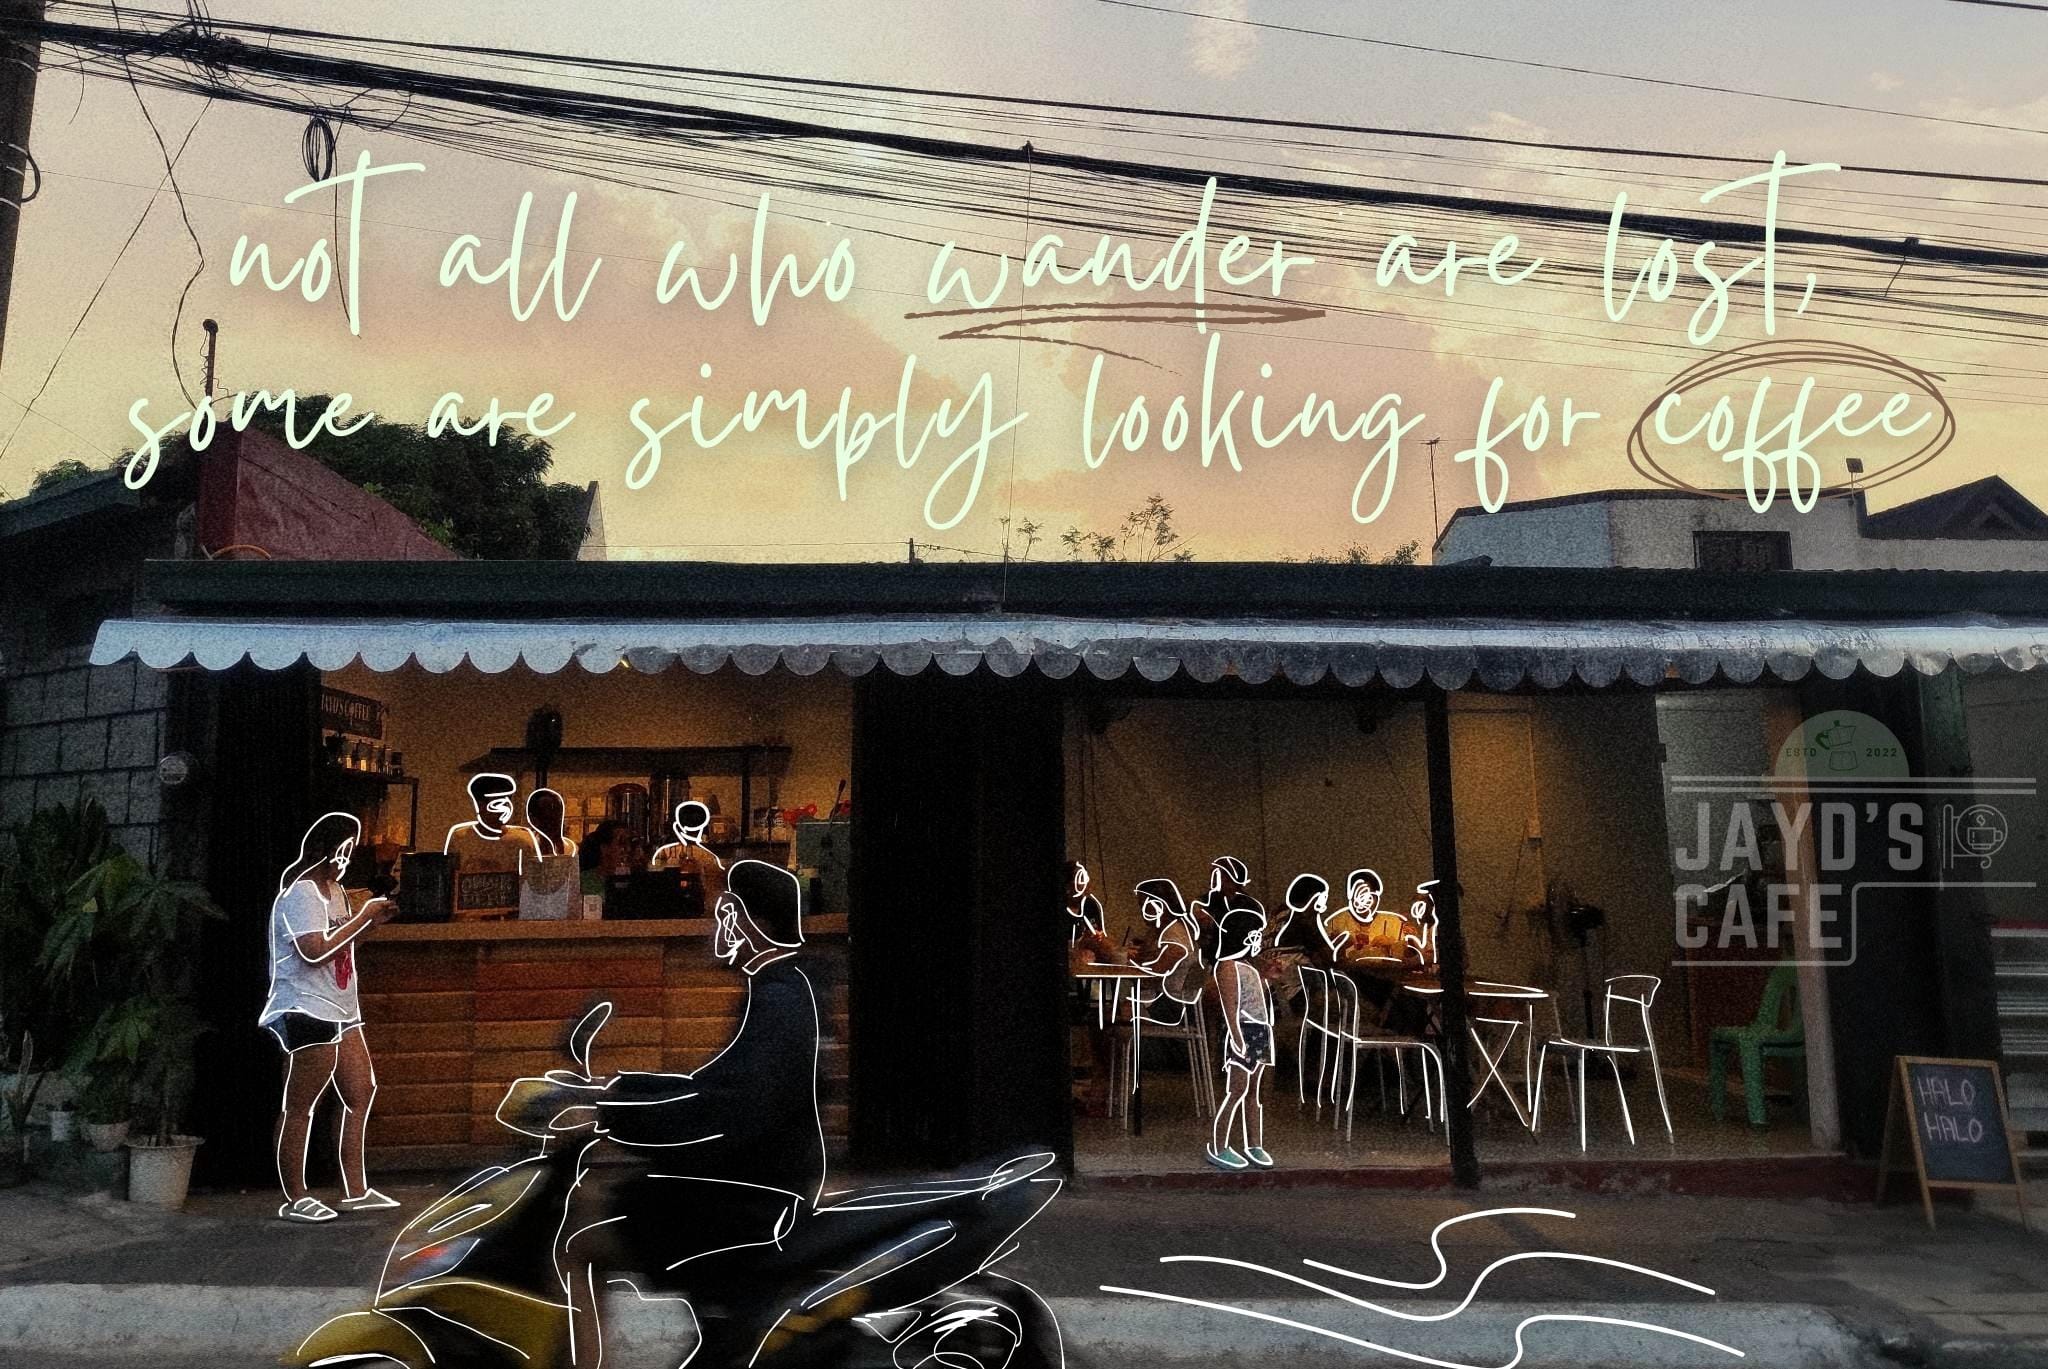 not all who wander are lost,
some are simply looking for coffee
JAYD'S COFFEE
ESTD 2022
JAYD'S
CAFE
HALO
HALO